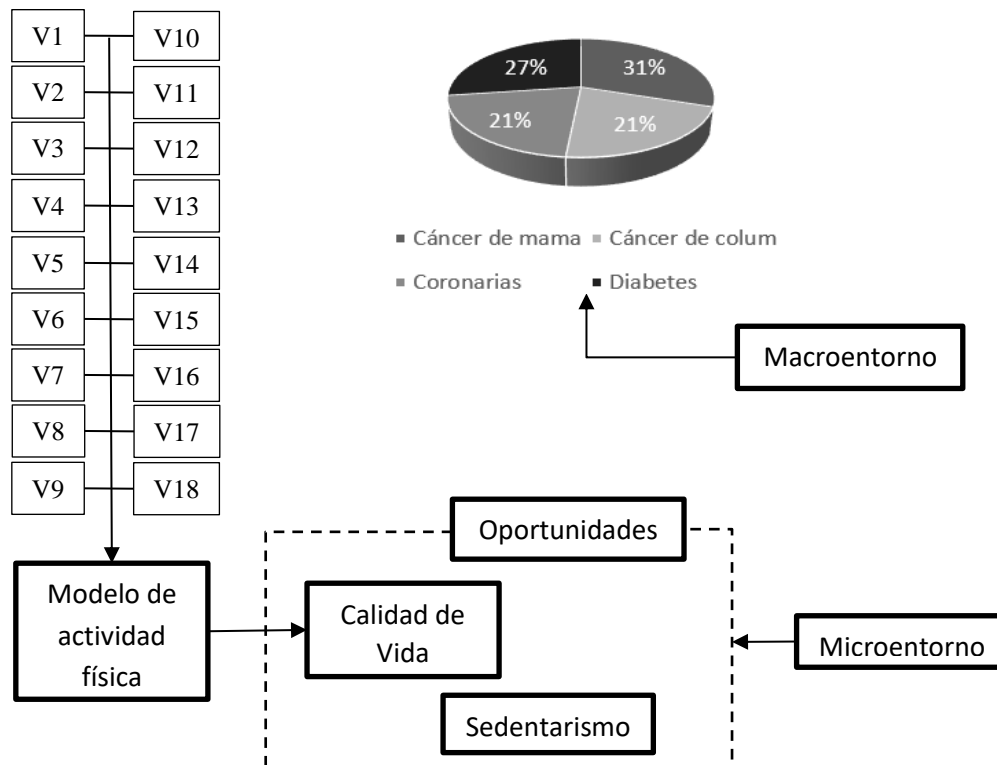 V1 V10
V2 V11
V3 V12
V4 V13
V5 V14
V6 V15
V7 V16
V8 V17
V9 V18
27% 31%
21% 21%
Cáncer de mama Cáncer de colum
Coronarias Diabetes
Macroentorno
Oportunidades
Modelo de
actividad
física
Calidad de
Vida
Microentorno
Sedentarismo